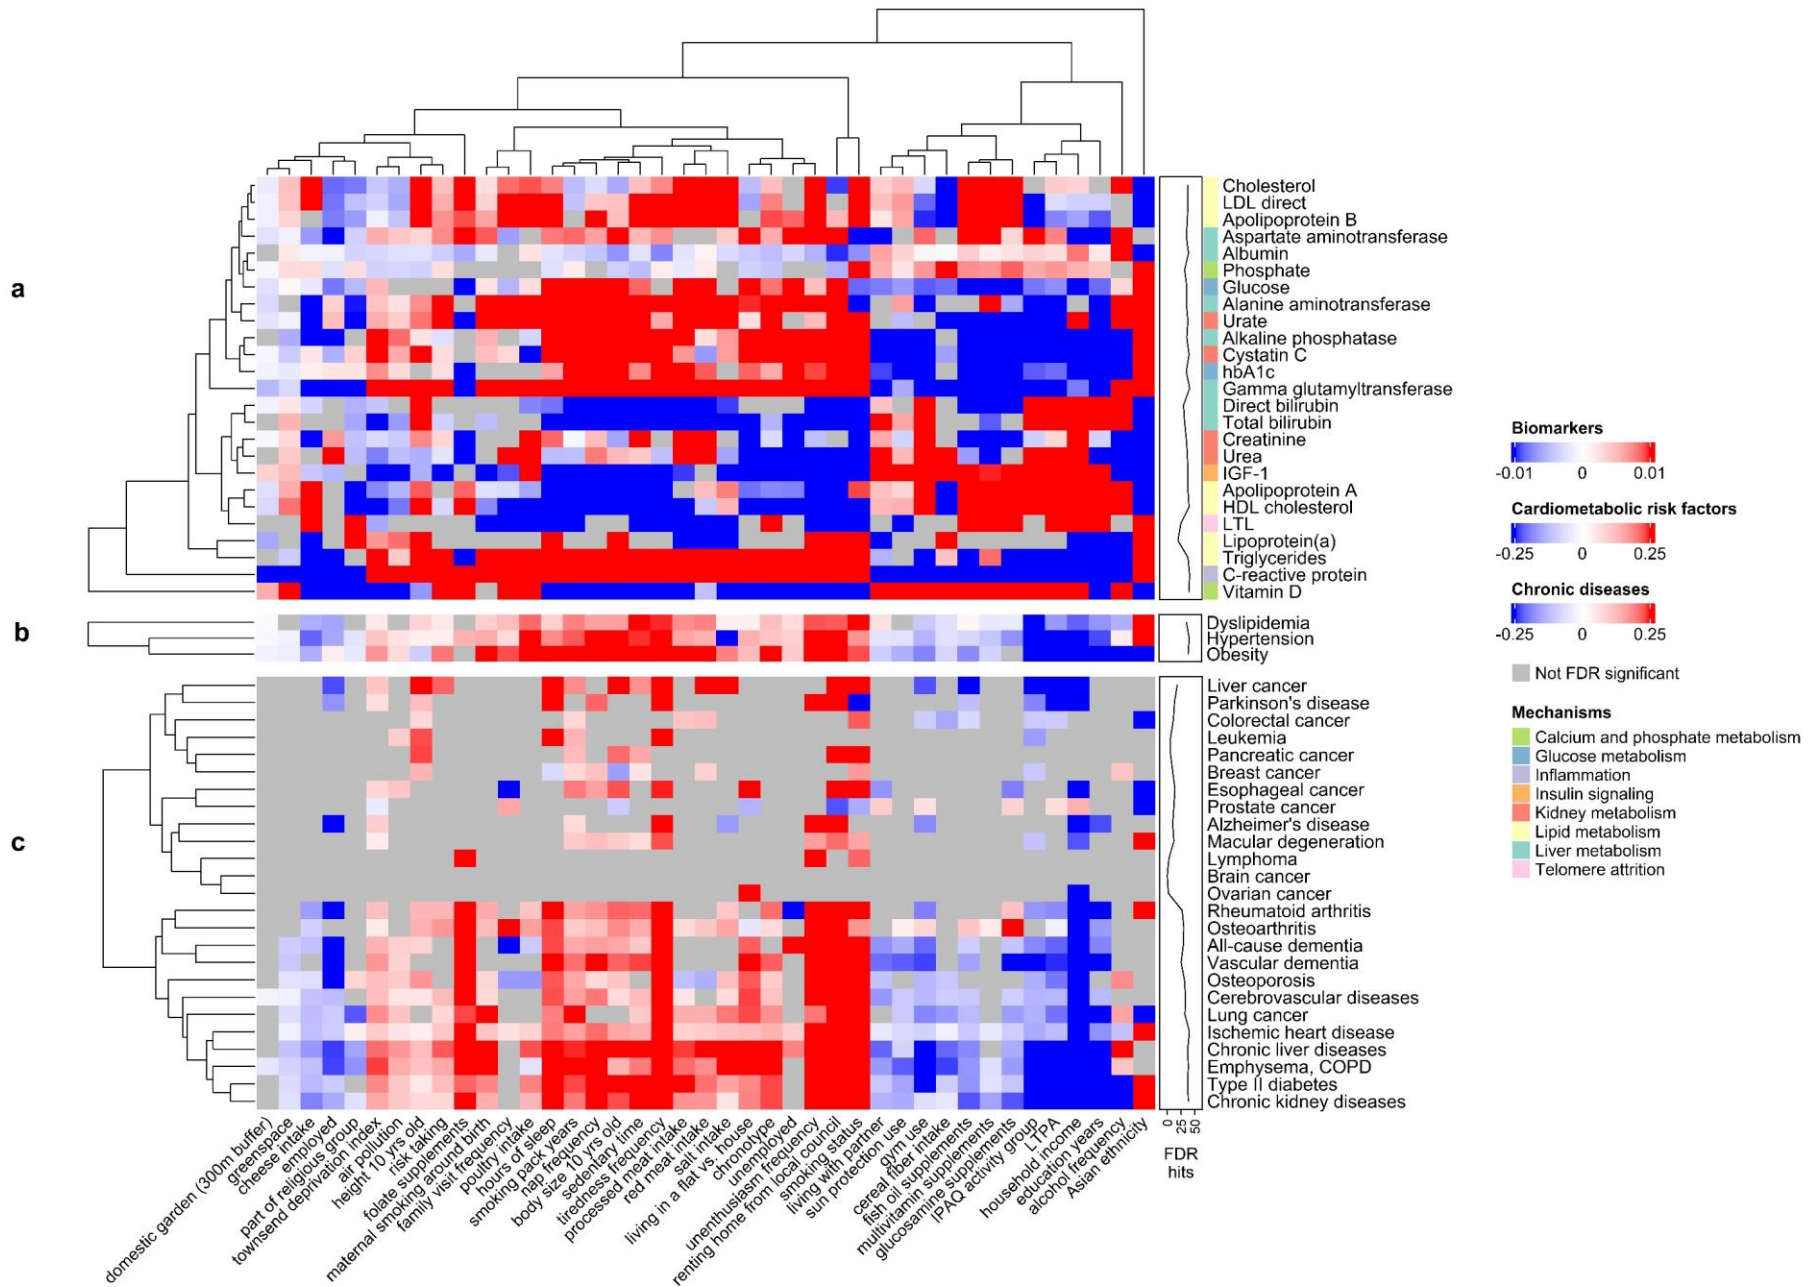 a
Cholesterol
LDL direct
Apolipoprotein B
Aspartate aminotransferase
Albumin
Phosphate
Glucose
Alanine aminotransferase
Urate
Alkaline phosphatase
Cystatin C
hbA1c
Gamma glutamyltransferase
Direct bilirubin
Total bilirubin
Creatinine
Urea
IGF-1
Apolipoprotein A
HDL cholesterol
LTL
Lipoprotein(a)
Triglycerides
C-reactive protein
Vitamin D
b
Dyslipidemia
Hypertension
Obesity
c
Liver cancer
Parkinson's disease
Colorectal cancer
Leukemia
Pancreatic cancer
Breast cancer
Esophageal cancer
Prostate cancer
Alzheimer's disease
Macular degeneration
Lymphoma
Brain cancer
Ovarian cancer
Rheumatoid arthritis
Osteoarthritis
All-cause dementia
Vascular dementia
Osteoporosis
Cerebrovascular diseases
Lung cancer
Ischemic heart disease
Chronic liver diseases
Emphysema, COPD
Type II diabetes
Chronic kidney diseases
domestic garden (300m buffer)
greenspace
cheese intake
employed
part of religious group
townsend deprivation index
air pollution
height 10 yrs old
risk taking
folate supplements
maternal smoking around birth
family visit frequency
poultry intake
hours of sleep
smoking pack years
nap frequency
body size 10 yrs old
sedentary time
tiredness frequency
processed meat intake
red meat intake
salt intake
living in a flat vs. house
chronotype
unemployed
unenthusiasm frequency
renting home from local council
smoking status
living with partner
sun protection use
gym use
cereal fiber intake
fish oil supplements
multivitamin supplements
glucosamine supplements
IPAQ activity group
LTPA
household income
education years
alcohol frequency
Asian ethnicity
0
25
50
FDR
hits
Biomarkers
-0.01 0 0.01
Cardiometabolic risk factors
-0.25 0 0.25
Chronic diseases
-0.25 0 0.25
Not FDR significant
Mechanisms
Calcium and phosphate metabolism
Glucose metabolism
Inflammation
Insulin signaling
Kidney metabolism
Lipid metabolism
Liver metabolism
Telomere attrition